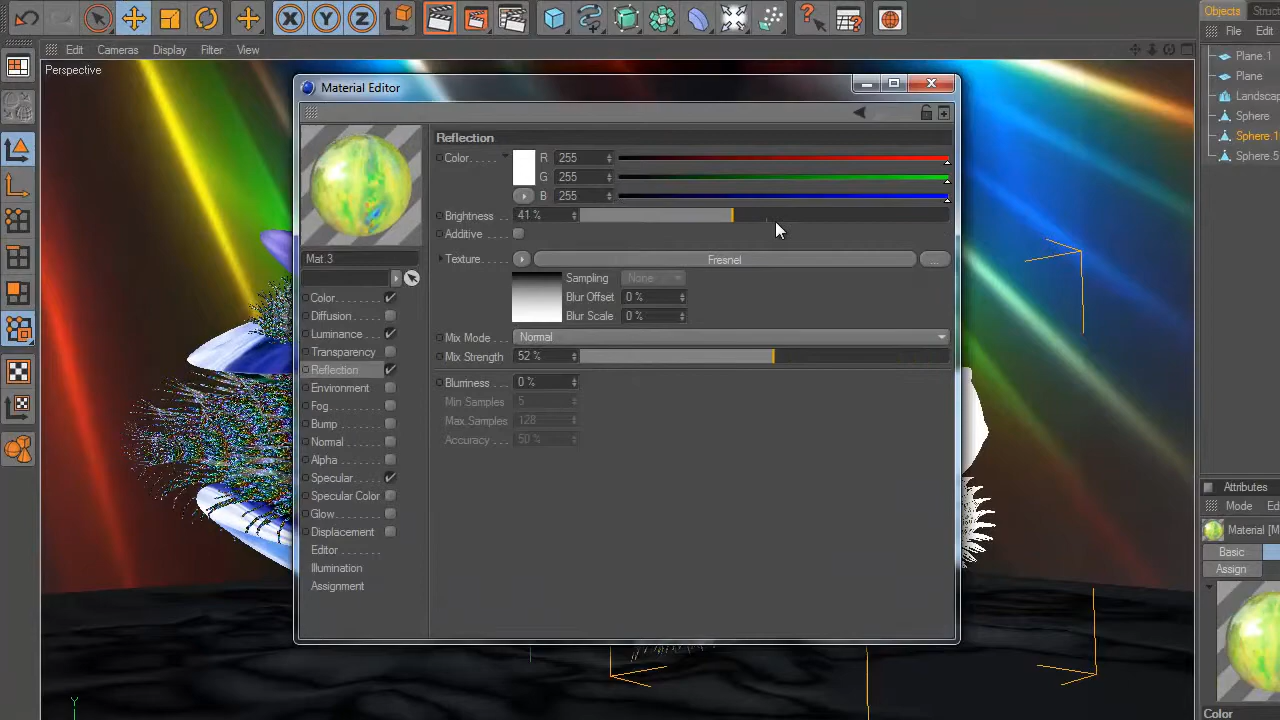 X Y Z
Objects Struct
Edit Cameras Display Filter View
File Edit
Perspective
Plane.1
Plane
Landscap
Sphere
Sphere.1
Sphere.5
Material Editor
Reflection
Color. . . . . R 255
G 255
B 255
Brightness . . 41 %
Additive . . . .
Texture. . . . . Fresnel ...
Sampling None
Blur Offset 0 %
Blur Scale 0 %
Mix Mode. . . Normal
Mix Strength 52 %
Blurriness . . . 0 %
Min Samples 5
Max.Samples 128
Accuracy . . . 50 %
Mat.3
Color. . . . . . . .
Diffusion . . . . .
Luminance . . .
Transparency
Reflection . . . .
Environment
Fog. . . . . . . . .
Bump . . . . . . .
Normal . . . . . .
Alpha . . . . . . .
Specular . . . . .
Specular Color
Glow. . . . . . . .
Displacement
Editor . . . . . . .
Illumination
Assignment
Attributes
Mode Ed
Material [M
Basic
Assign
Color
Y